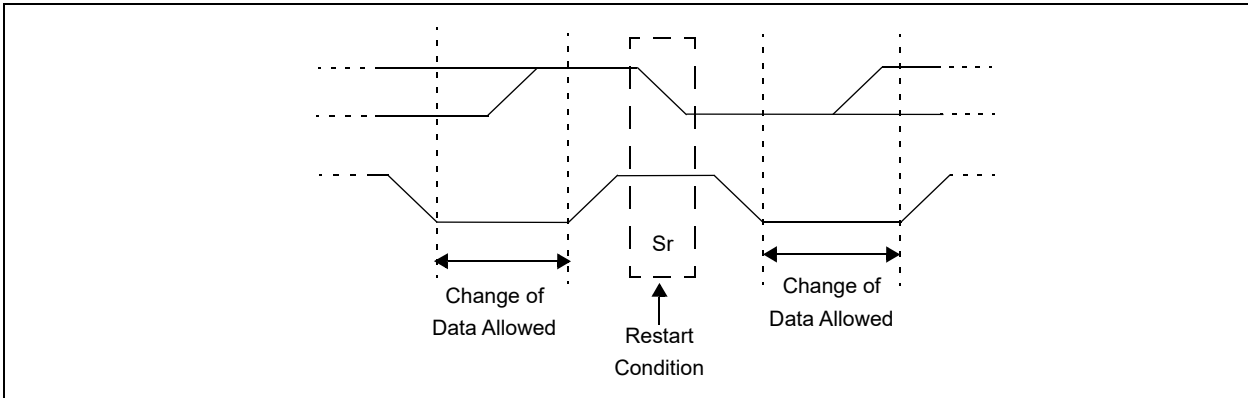 Sr
Change of
Data Allowed
Restart
Condition
Change of
Data Allowed